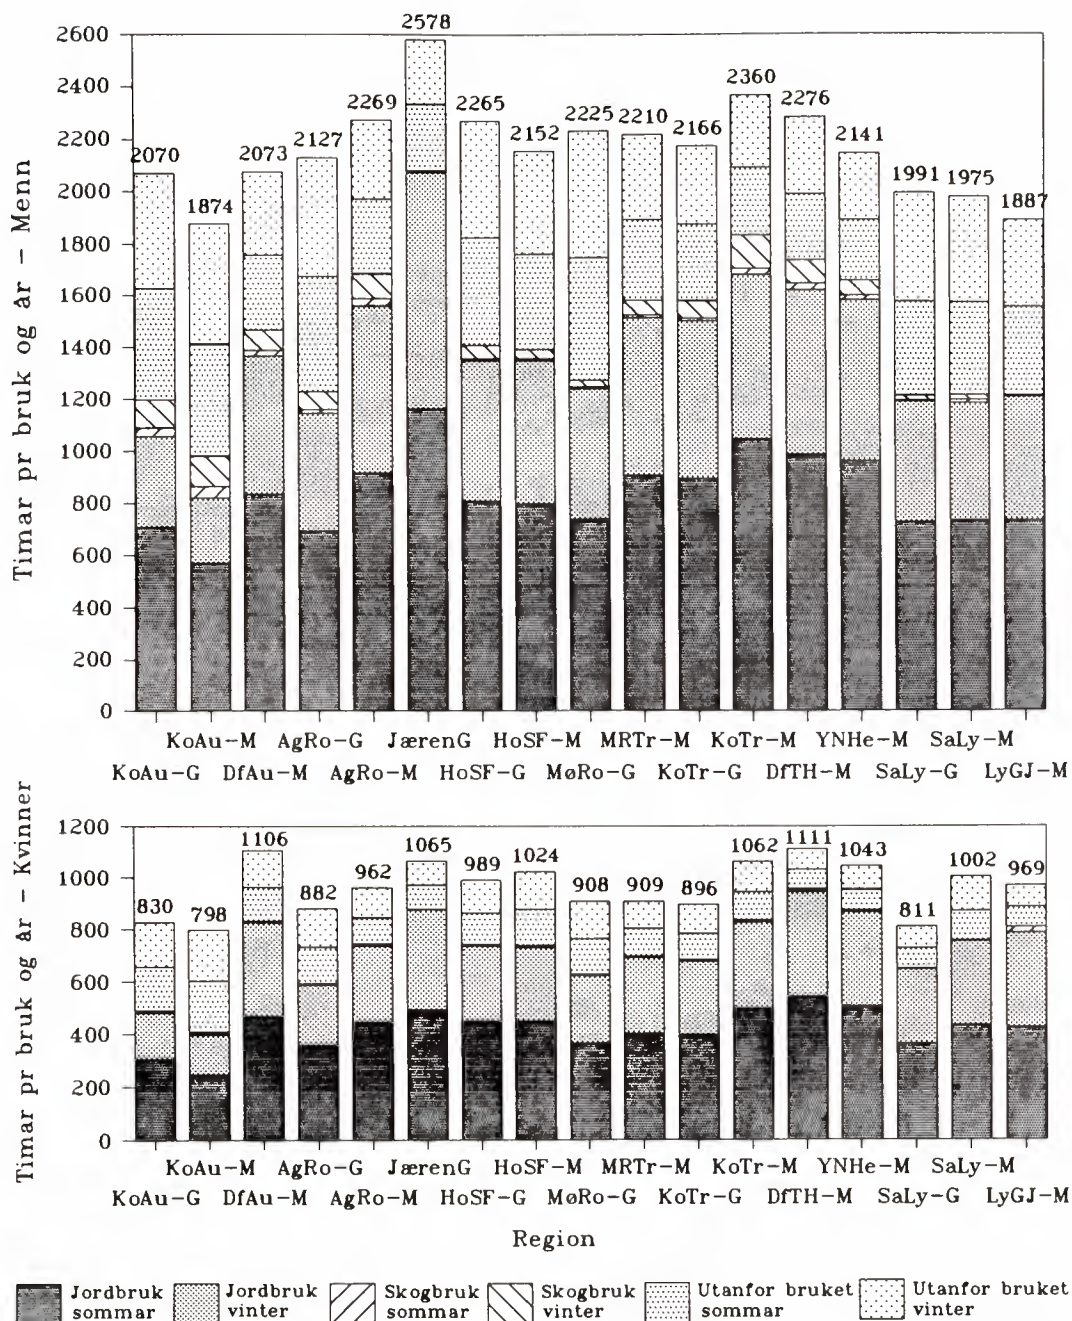 Timar pr bruk og år – Menn
2578
2600
2400
2360
2269
2265
2276
2225
2210
2200
2070
2073
2127
2152
2166
2141
2000
1874
1991
1975
1887
1800
1600
1400
1200
1000
800
600
400
200
0
KoAu–M AgRo–G JærenG HoSF–M MRTr–M KoTr–M YNHe–M SaLy–M
KoAu–G DfAu–M AgRo–M HoSF–G MøRo–G KoTr–G DfTH–M SaLy–G LyGJ–M
Timar pr bruk og år – Kvinner
1200
1106
1065
1024
1062
1111
1043
1002
1000
830
798
882
962
989
908
909
896
811
969
800
600
400
200
0
KoAu–M AgRo–G JærenG HoSF–M MRTr–M KoTr–M YNHe–M SaLy–M
KoAu–G DfAu–M AgRo–M HoSF–G MøRo–G KoTr–G DfTH–M SaLy–G LyGJ–M
Region
Jordbruk
sommar
Jordbruk
vinter
Skogbruk
sommar
Skogbruk
vinter
Utanfor bruket
sommar
Utanfor bruket
vinter